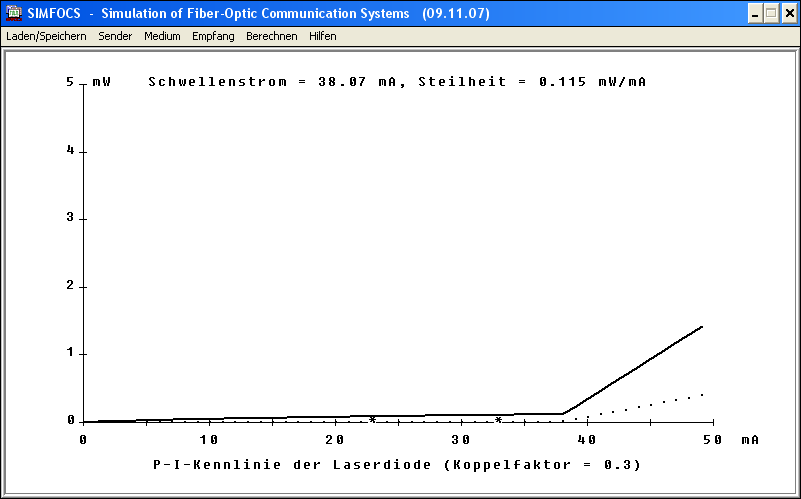 SIMFOCS - Simulation of Fiber-Optic Communication Systems (09.11.07)
Laden/Speichern Sender Medium Empfang Berechnen Hilfen
5 mW Schwellenstrom = 38.07 mA, Steilheit = 0.115 mW/mA
4
3
2
1
0
0 10 20 30 40 50 mA
P-I-Kennlinie der Laserdiode (Koppelfaktor = 0.3)